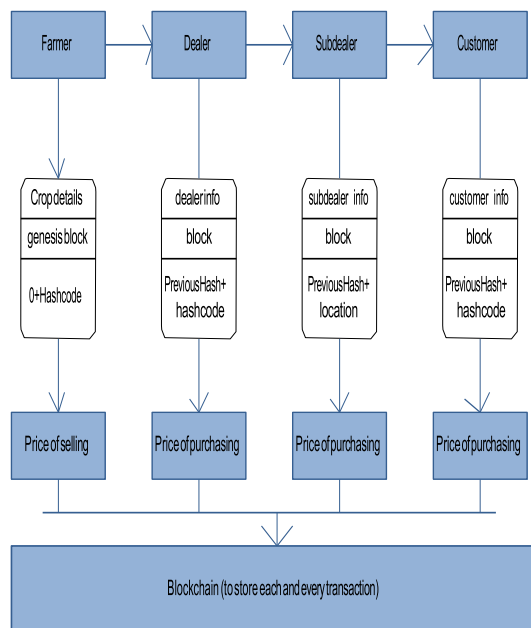 Farmer
Dealer
Subdealer
Customer
Crop details
genesis block
0+Hashcode
dealer info
block
PreviousHash+
hashcode
subdealer info
block
PreviousHash+
location
customer info
block
PreviousHash+
hashcode
Price of selling
Price of purchasing
Price of purchasing
Price of purchasing
Blockchain (to store each and every transaction)